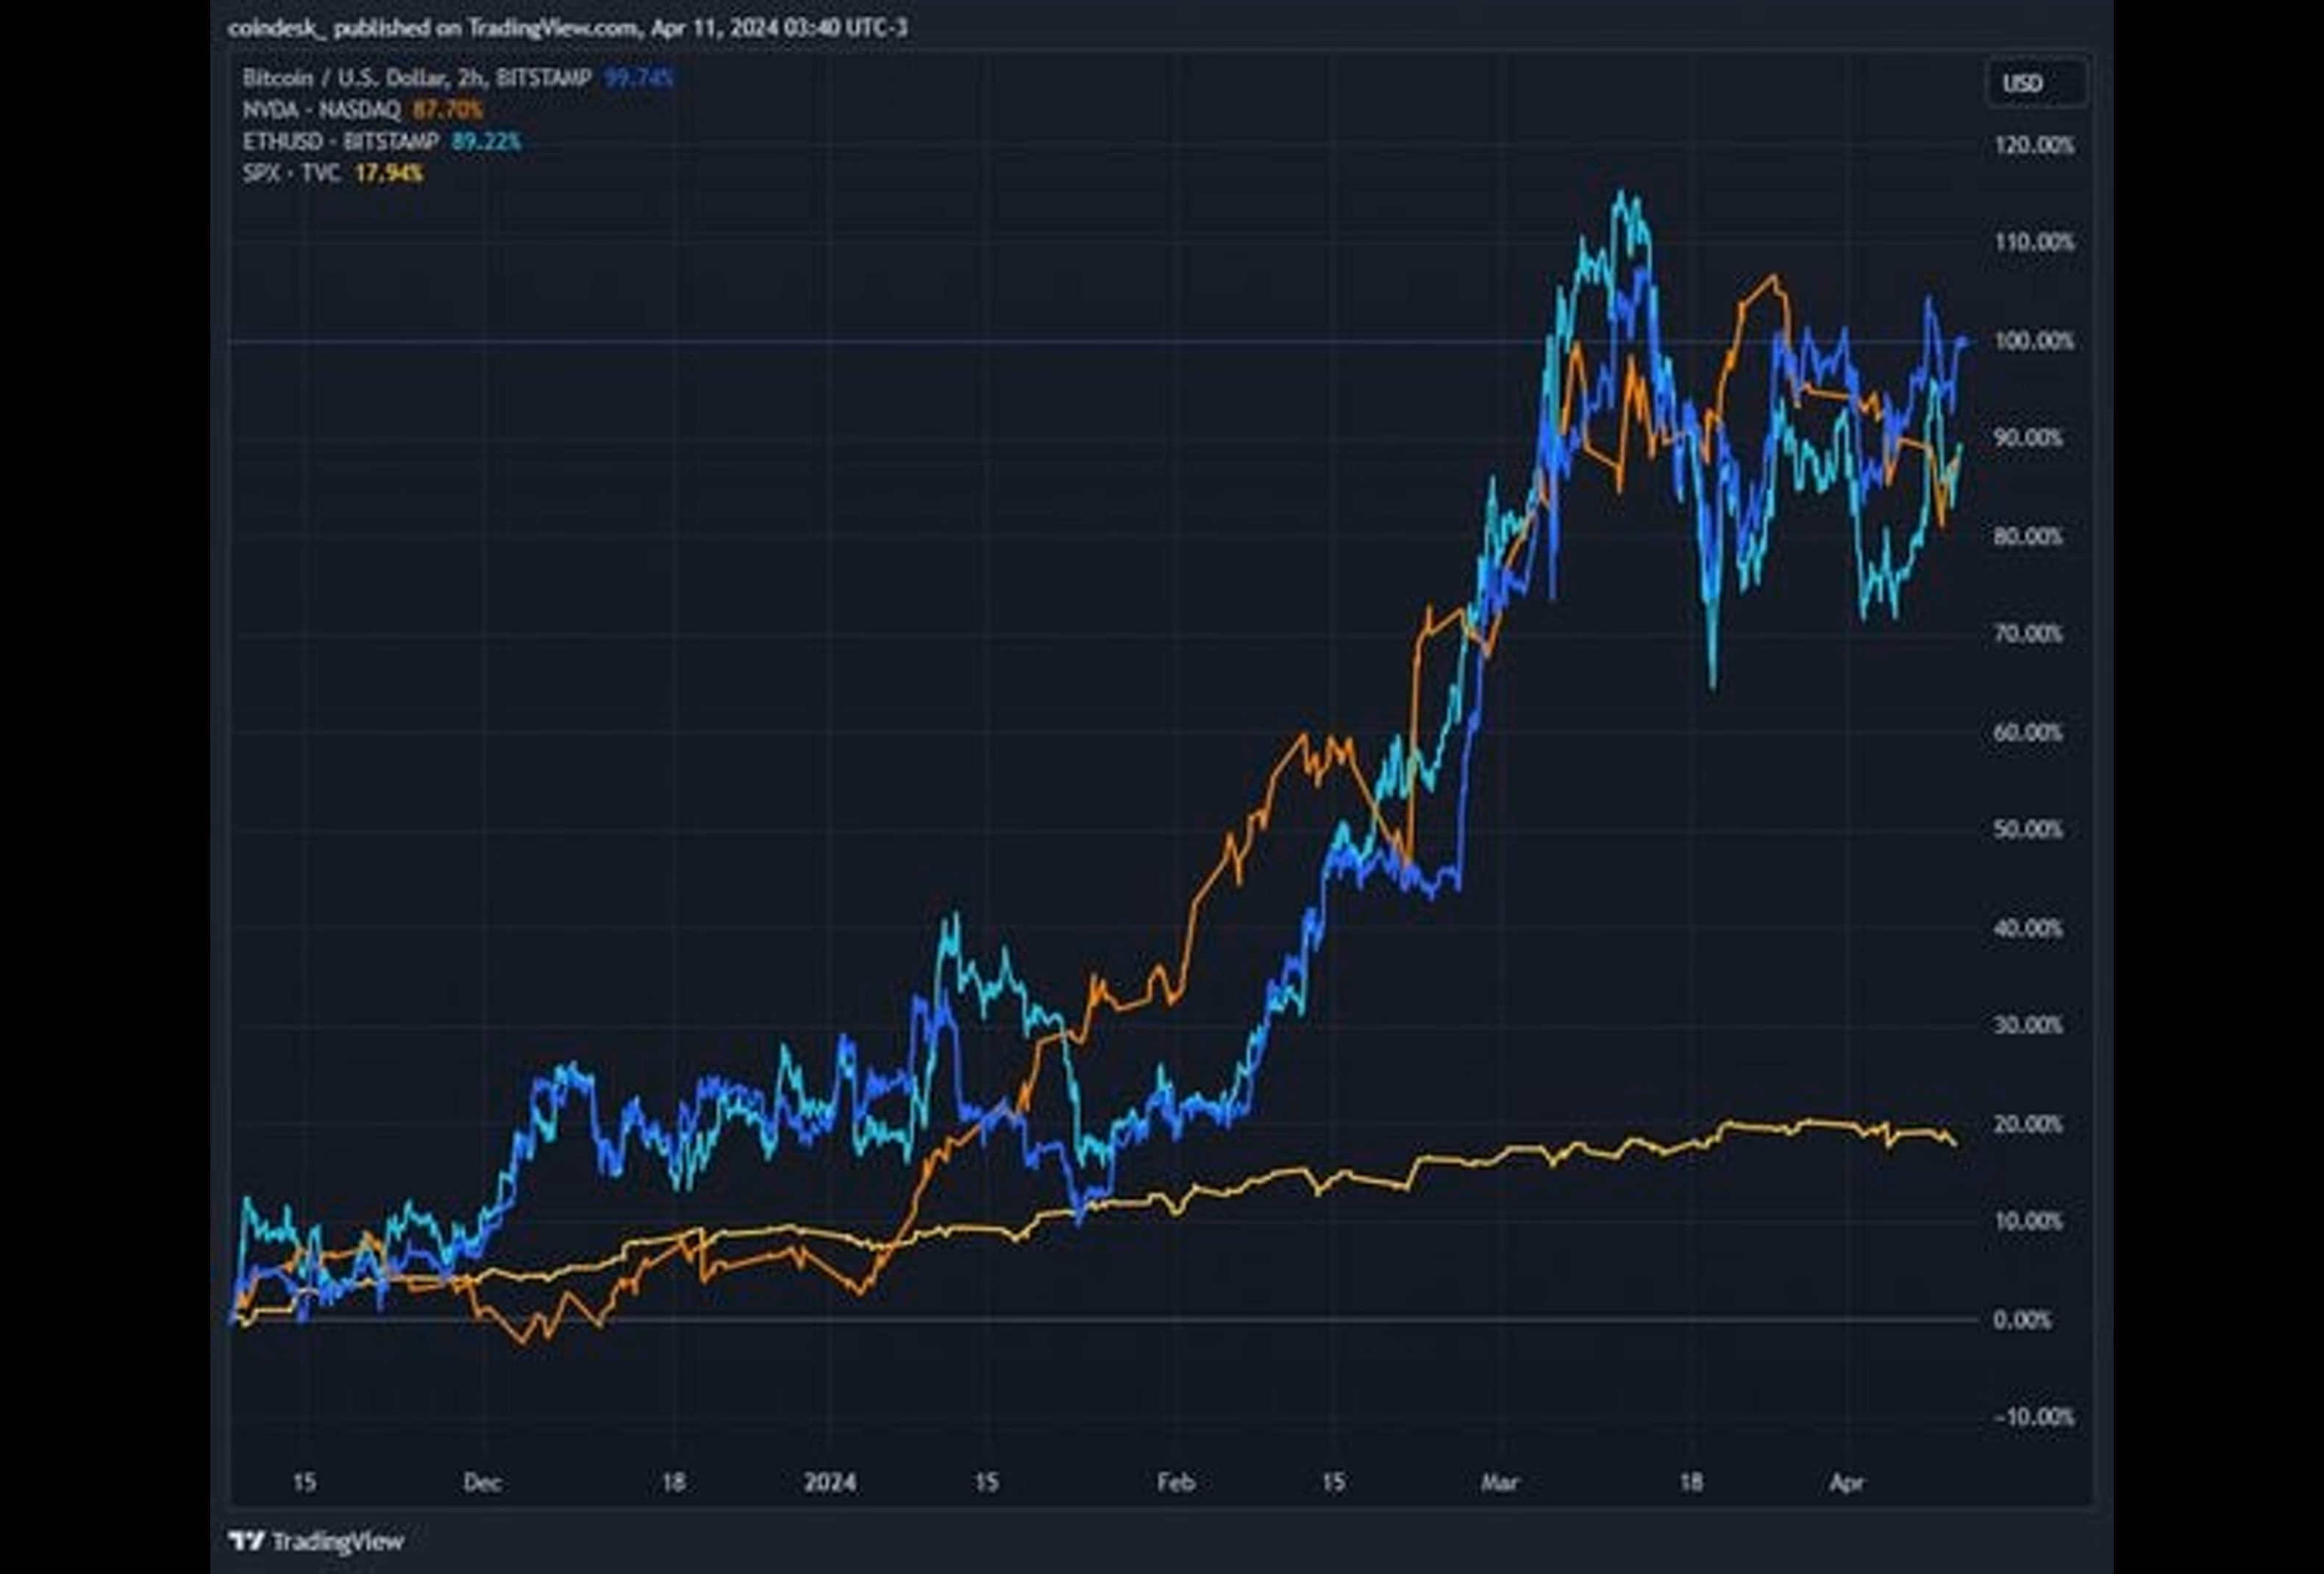 coindesk_ published on TradingView.com, Apr 11, 2024 03:40 UTC-3
Bitcoin / U.S. Dollar, 2h, BITSTAMP 99.74%
NVDA · NASDAQ 87.70%
ETHUSD · BITSTAMP 89.22%
SPX · TVC 17.94%
USD
120.00%
110.00%
100.00%
90.00%
80.00%
70.00%
60.00%
50.00%
40.00%
30.00%
20.00%
10.00%
0.00%
-10.00%
15 Dec 18 2024 15 Feb 15 Mar 18 Apr
TradingView